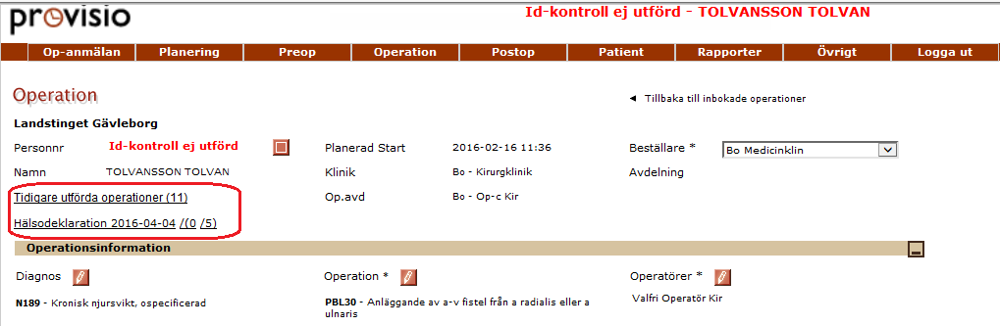 provisio
Id-kontroll ej utförd - TOLVANSSON TOLVAN
Op-anmälan Planering Preop Operation Postop Patient Rapporter Övrigt Logga ut
Operation
◄ Tillbaka till inbokade operationer
Landstinget Gävleborg
Personnr Id-kontroll ej utförd Planerad Start 2016-02-16 11:36 Beställare * Bo Medicinklin
Namn TOLVANSSON TOLVAN Klinik Bo - Kirurgklinik Avdelning
Tidigare utförda operationer (11) Op.avd Bo - Op-c Kir
Hälsodeklaration 2016-04-04 /(0 /5)
Operationsinformation
Diagnos Operation * Operatörer *
N189 - Kronisk njursvikt, ospecificerad PBL30 - Anläggande av a-v fistel från a radialis eller a Valfri Operatör Kir
ulnaris